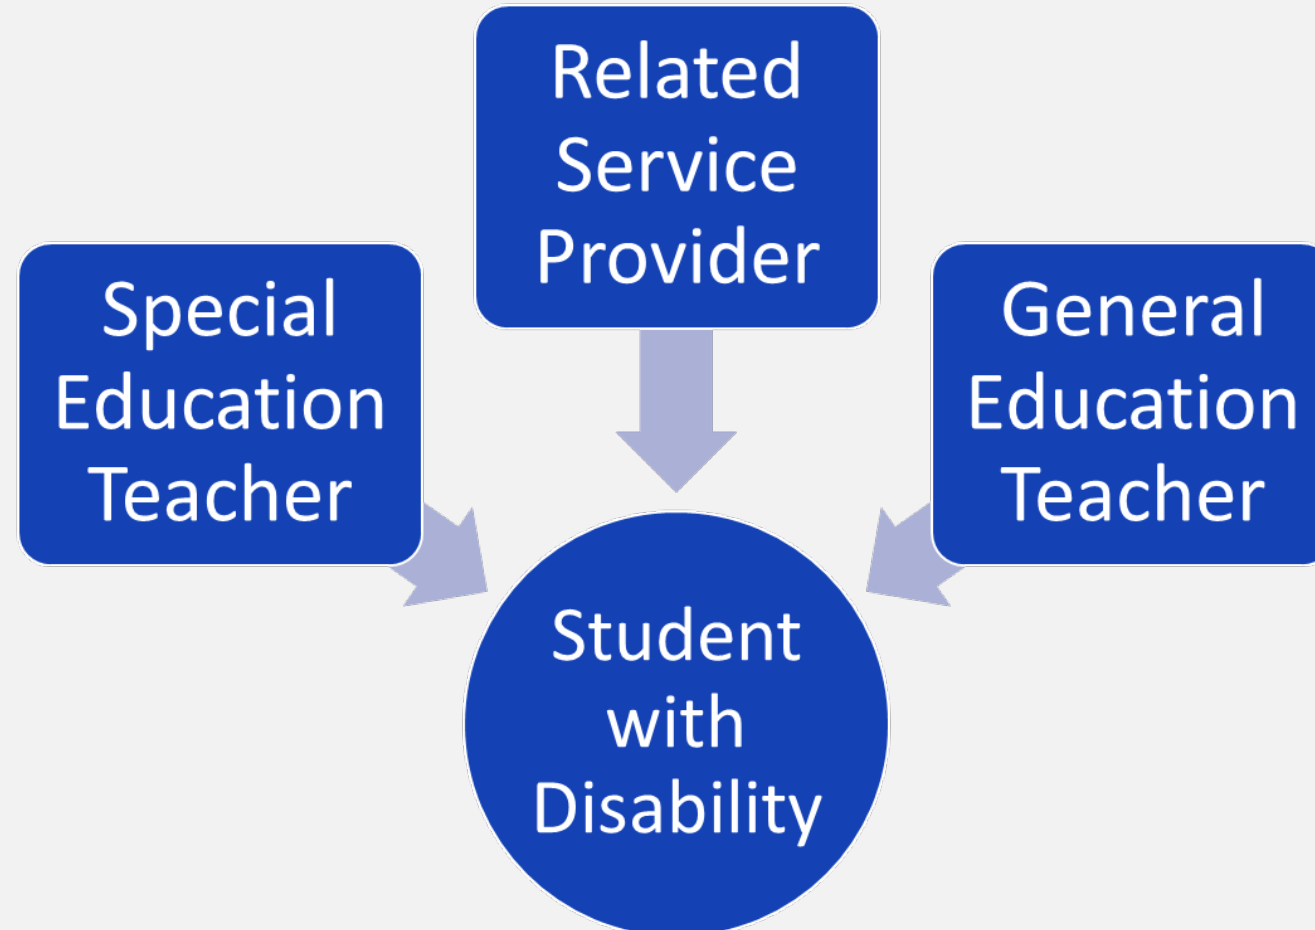 Related
Service
Provider
Special
Education
Teacher
General
Education
Teacher
Student
with
Disability